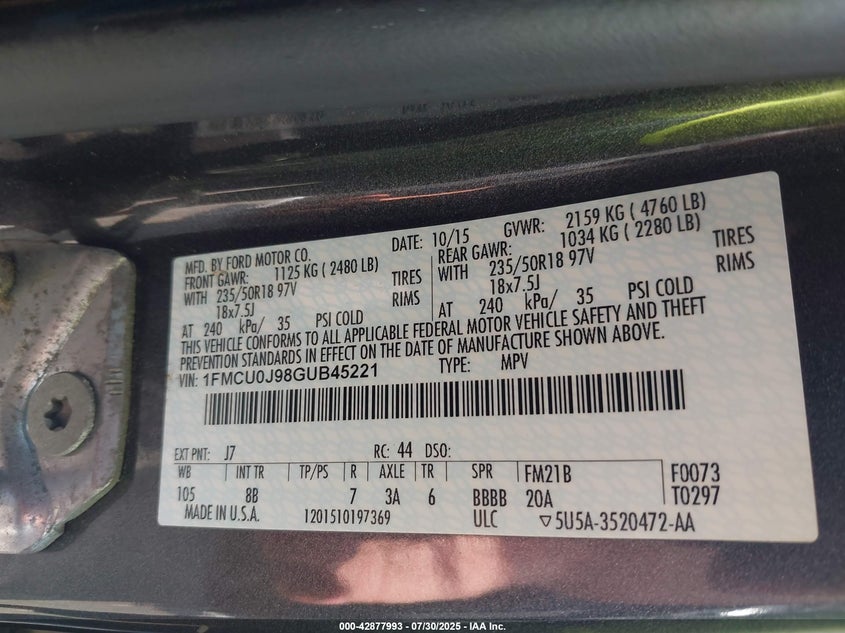 MFD. BY FORD MOTOR CO.
DATE: 10/15 GVWR: 2159 KG ( 4760 LB)
FRONT GAWR: 1125 KG ( 2480 LB)
WITH 235/50R18 97V TIRES
18x7.5J RIMS
AT 240 kPa/ 35 PSI COLD
REAR GAWR: 1034 KG ( 2280 LB)
WITH 235/50R18 97V TIRES
18x7.5J RIMS
AT 240 kPa/ 35 PSI COLD
THIS VEHICLE CONFORMS TO ALL APPLICABLE FEDERAL MOTOR VEHICLE SAFETY AND THEFT
PREVENTION STANDARDS IN EFFECT ON THE DATE OF MANUFACTURE SHOWN ABOVE.
VIN: 1FMCU0J98GUB45221 TYPE: MPV
EXT PNT: J7 RC: 44 DSO:
WB INT TR TP/PS R AXLE TR SPR FM21B F0073
105 8B 7 3A 6 BBBB 20A T0297
MADE IN U.S.A. 1201510197369 ULC ▽5U5A-3520472-AA
000-42877993 - 07/30/2025 - IAA Inc.